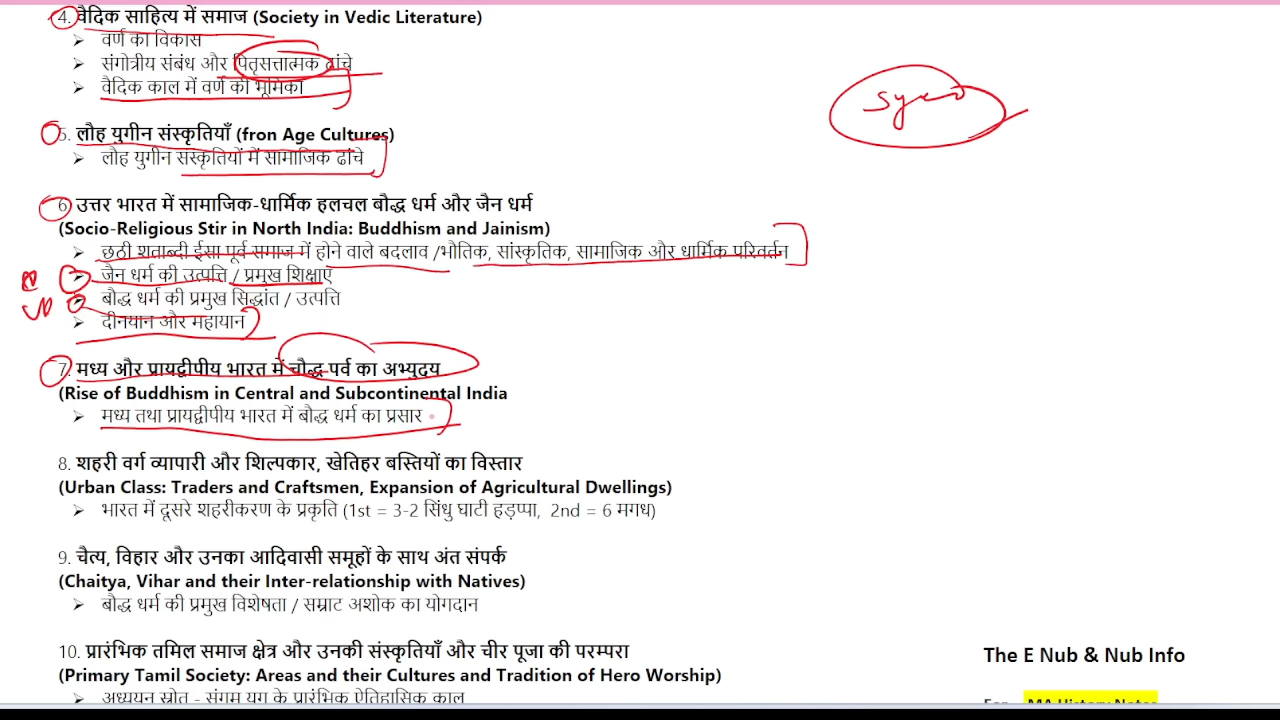 4. वैदिक साहित्य में समाज (Society in Vedic Literature)
➤ वर्ण का विकास
➤ संगोत्रीय संबंध और पितृसत्तात्मक ढांचे
➤ वैदिक काल में वर्ण की भूमिका
5. लौह युगीन संस्कृतियाँ (fron Age Cultures)
➤ लौह युगीन संस्कृतियों में सामाजिक ढांचे
6. उत्तर भारत में सामाजिक-धार्मिक हलचल बौद्ध धर्म और जैन धर्म
(Socio-Religious Stir in North India: Buddhism and Jainism)
➤ छठी शताब्दी ईसा पूर्व समाज में होने वाले बदलाव /भौतिक, सांस्कृतिक, सामाजिक और धार्मिक परिवर्तन
➤ जैन धर्म की उत्पत्ति / प्रमुख शिक्षाएँ
➤ बौद्ध धर्म की प्रमुख सिद्धांत / उत्पत्ति
➤ दीनयान और महायान
7. मध्य और प्रायद्वीपीय भारत में चौद्ध पर्व का अभ्युदय
(Rise of Buddhism in Central and Subcontinental India
➤ मध्य तथा प्रायद्वीपीय भारत में बौद्ध धर्म का प्रसार
8. शहरी वर्ग व्यापारी और शिल्पकार, खेतिहर बस्तियों का विस्तार
(Urban Class: Traders and Craftsmen, Expansion of Agricultural Dwellings)
➤ भारत में दूसरे शहरीकरण के प्रकृति (1st = 3-2 सिंधु घाटी हड़प्पा, 2nd = 6 मगध)
9. चैत्य, विहार और उनका आदिवासी समूहों के साथ अंत संपर्क
(Chaitya, Vihar and their Inter-relationship with Natives)
➤ बौद्ध धर्म की प्रमुख विशेषता / सम्राट अशोक का योगदान
10. प्रारंभिक तमिल समाज क्षेत्र और उनकी संस्कृतियाँ और चीर पूजा की परम्परा
(Primary Tamil Society: Areas and their Cultures and Tradition of Hero Worship)
➤ अध्ययन स्रोत - संगम युग के प्रारंभिक ऐतिहासिक काल
The E Nub & Nub Info
For MA History Notes